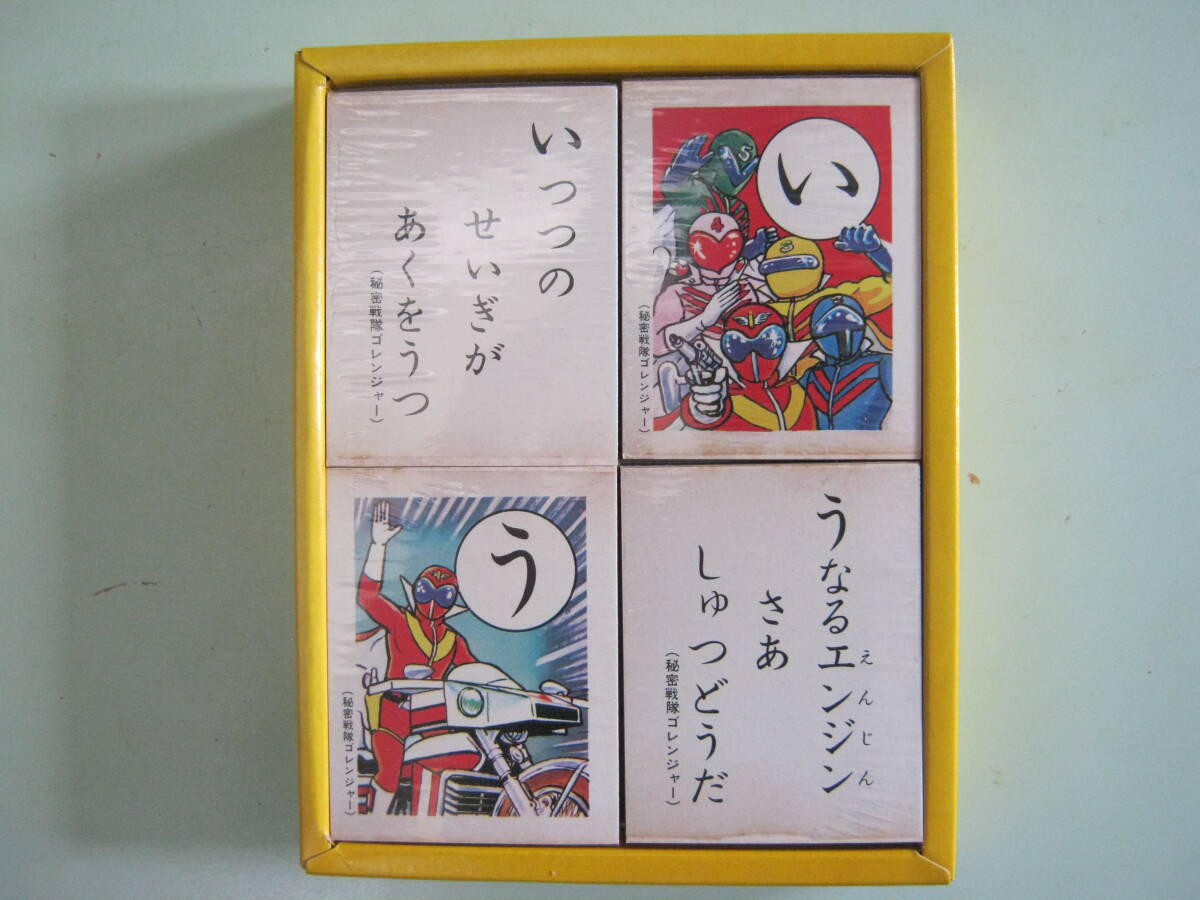 いつつの
せいぎが
あくをうつ
（秘密戦隊ゴレンジャー）
い
5
4
3
（秘密戦隊ゴレンジャー）
う
（秘密戦隊ゴレンジャー）
うなるエンジン
えんじん
さあ
しゅつどうだ
（秘密戦隊ゴレンジャー）